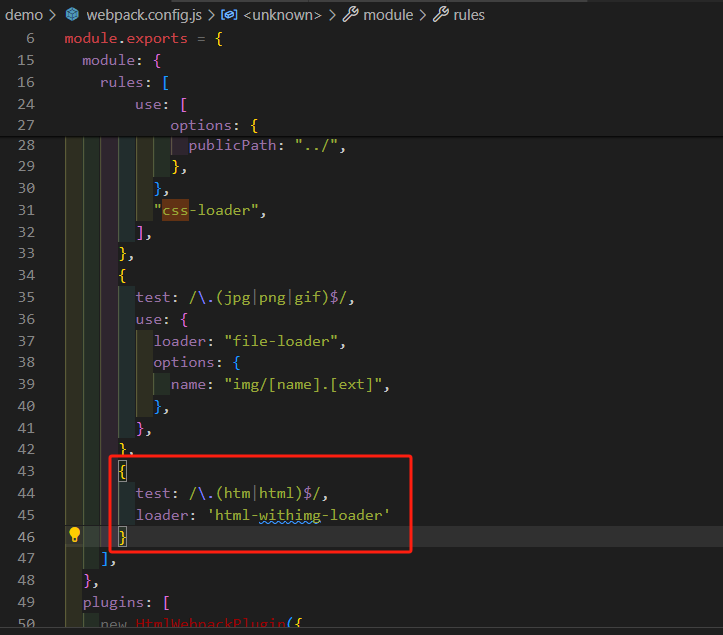 demo > webpack.config.js > <unknown> > module > rules
6 module.exports = {
15 module: {
16 rules: [
24 use: [
27 options: {
28 publicPath: "../",
29 },
30 },
31 "css-loader",
32 ],
33 },
34 {
35 test: /\.(jpg|png|gif)$/,
36 use: {
37 loader: "file-loader",
38 options: {
39 name: "img/[name].[ext]",
40 },
41 },
42 },
43 {
44 test: /\.(htm|html)$/,
45 loader: 'html-withimg-loader'
46 }
47 ],
48 },
49 plugins: [
50 new HtmlWebpackPlugin({